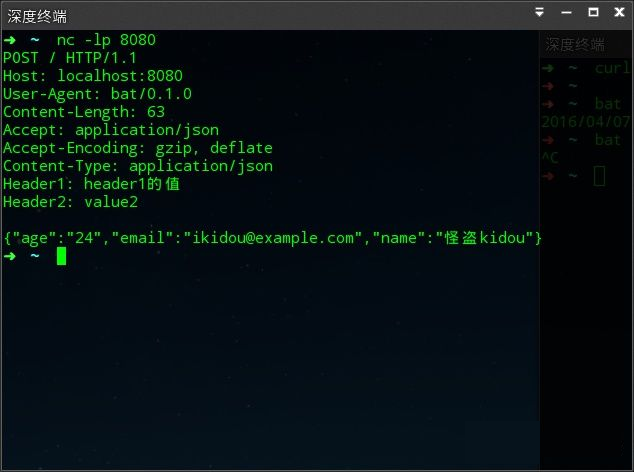 深度终端
➜ ~ nc -lp 8080
POST / HTTP/1.1
Host: localhost:8080
User-Agent: bat/0.1.0
Content-Length: 63
Accept: application/json
Accept-Encoding: gzip, deflate
Content-Type: application/json
Header1: header1的值
Header2: value2
{"age":"24","email":"ikidou@example.com","name":"怪盗kidou"}
➜ ~
深度终端
➜ ~ curl
➜ ~
➜ ~ bat
2016/04/07
➜ ~ bat
^C
➜ ~